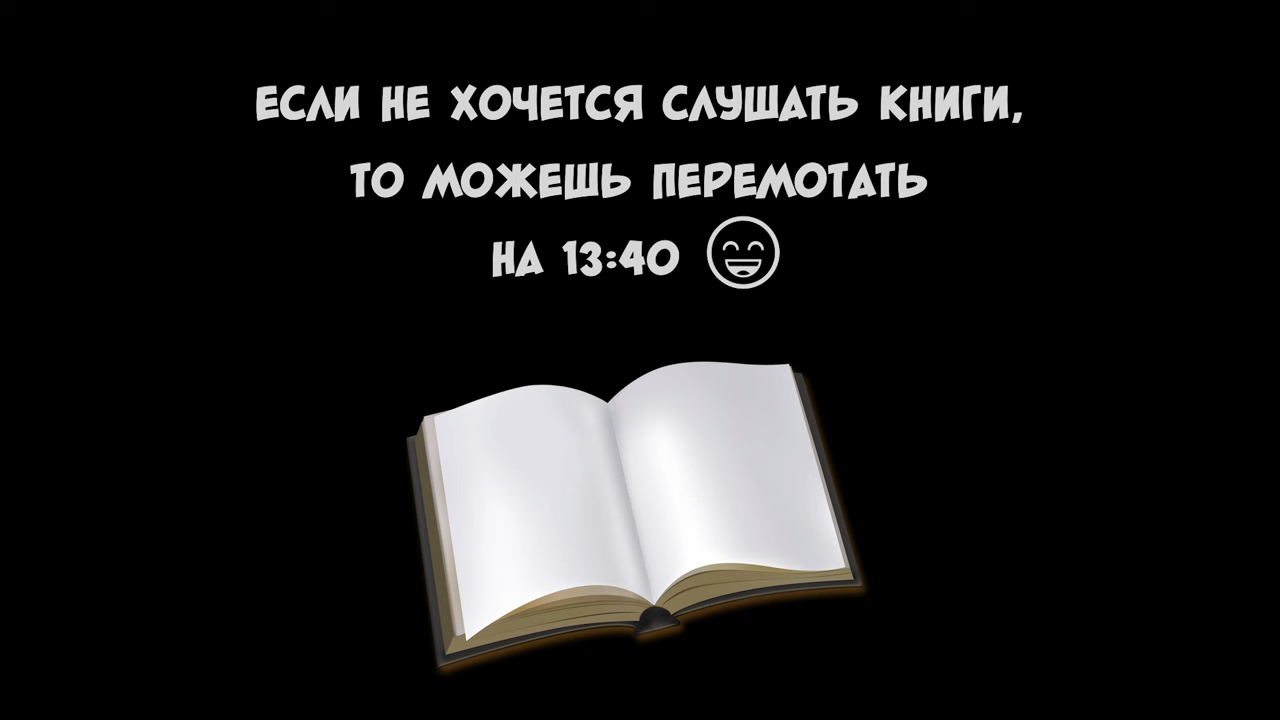 ЕСЛИ НЕ ХОЧЕТСЯ СЛУШАТЬ КНИГИ,
ТО МОЖЕШЬ ПЕРЕМОТАТЬ
НА 13:40 😄